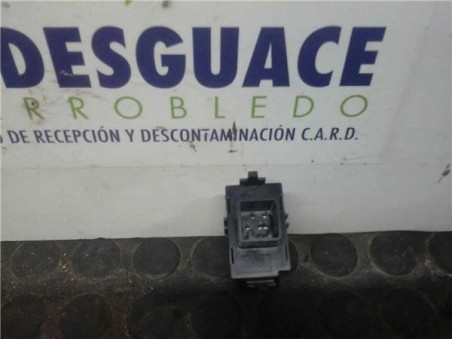 DESGUACE
RROBLEDO
DE RECEPCIÓN Y DESCONTAMINACIÓN C.A.R.D.